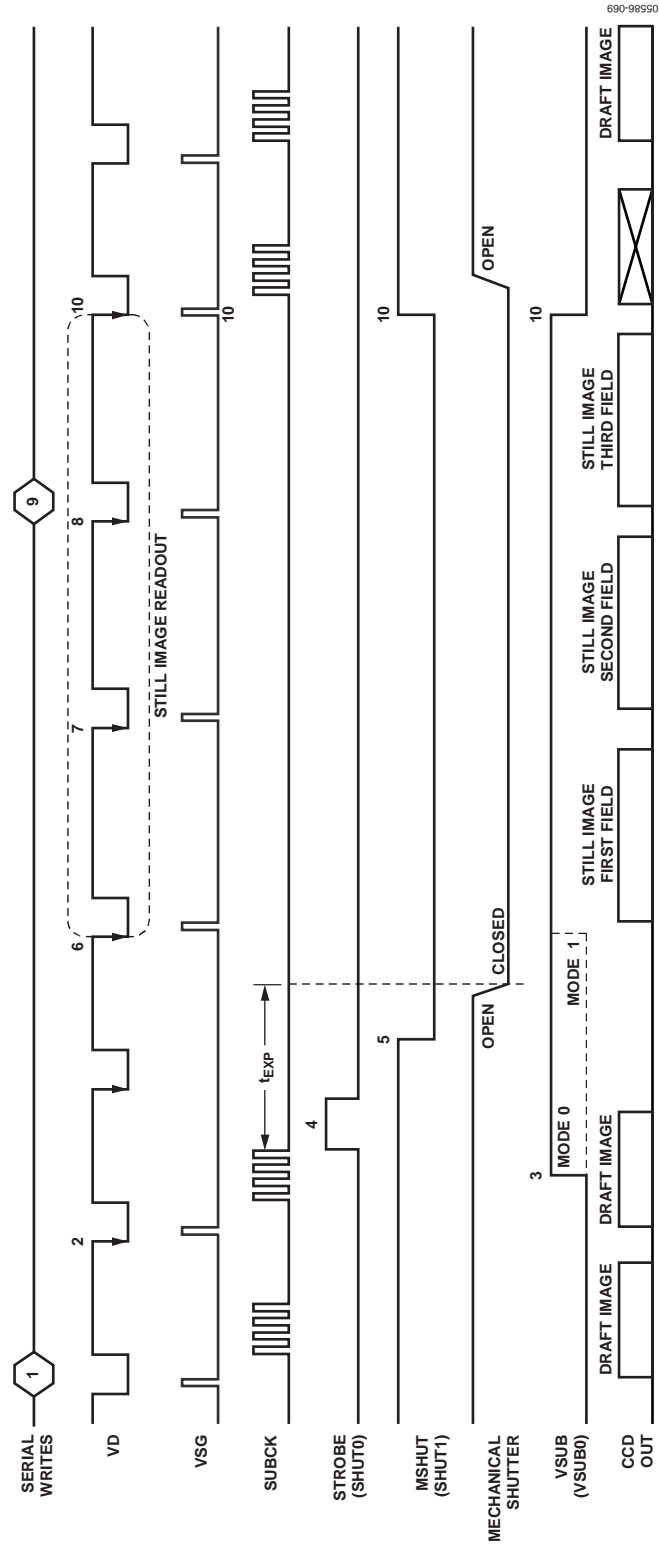 SERIAL
WRITES
1
9
VD
2
6
7
8
10
STILL IMAGE READOUT
VSG
10
SUBCK
tEXP
STROBE
(SHUT0)
4
MSHUT
(SHUT1)
5
10
MECHANICAL
SHUTTER
OPEN
CLOSED
OPEN
VSUB
(VSUB0)
3
MODE 0
MODE 1
10
CCD
OUT
DRAFT IMAGE
DRAFT IMAGE
STILL IMAGE
FIRST FIELD
STILL IMAGE
SECOND FIELD
STILL IMAGE
THIRD FIELD
DRAFT IMAGE
05586-069